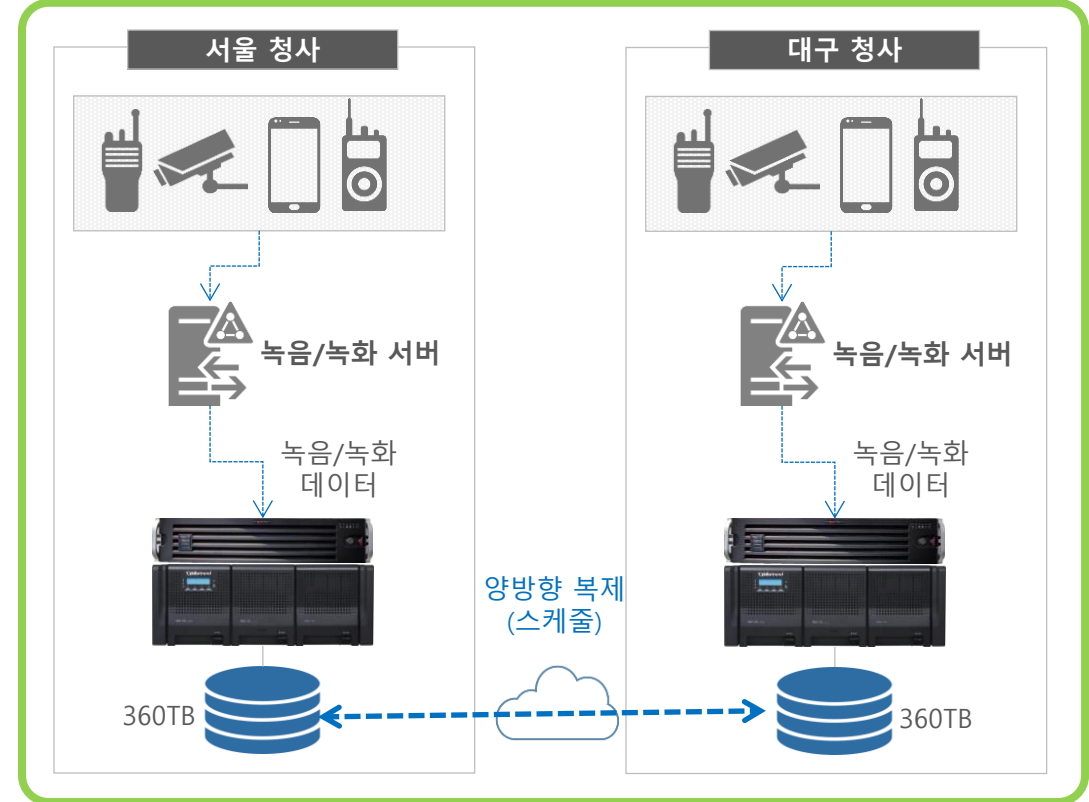 서울 청사
녹음/녹화 서버
녹음/녹화
데이터
360TB
양방향 복제
(스케줄)
대구 청사
녹음/녹화 서버
녹음/녹화
데이터
360TB